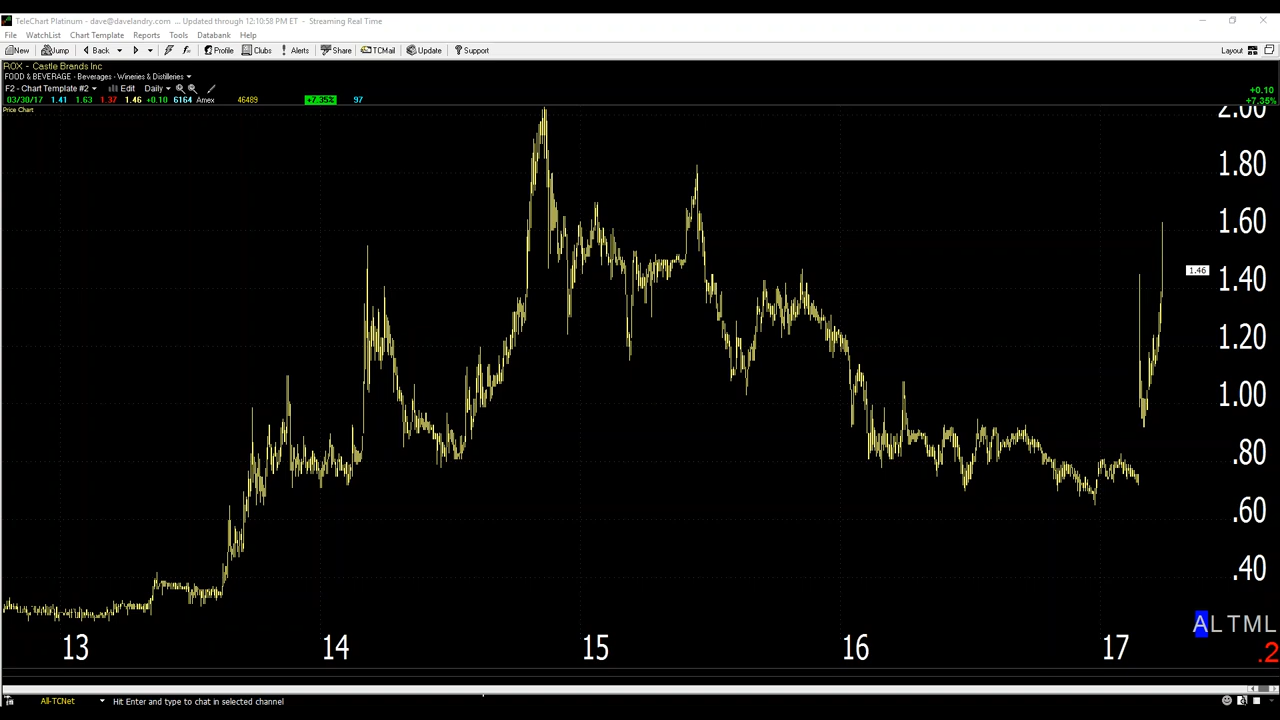 TeleChart Platinum - dave@davelandry.com ... Updated through 12:10:58 PM ET - Streaming Real Time
File WatchList Chart Template Reports Tools Databank Help
New Jump Back Profile Clubs Alerts Share TCMail Update Support Layout
ROX - Castle Brands Inc
FOOD & BEVERAGE - Beverages - Wineries & Distilleries
F2 - Chart Template #2 Edit Daily
+0.10
03/30/17 1.41 1.63 1.37 1.46 +0.10 6164 Amex 46489 +7.35% 97
+7.35%
Price Chart
2.00
1.80
1.60
1.46
1.40
1.20
1.00
.80
.60
.40
ALTML
13 14 15 16 17
.2
All-TCNet Hit Enter and type to chat in selected channel